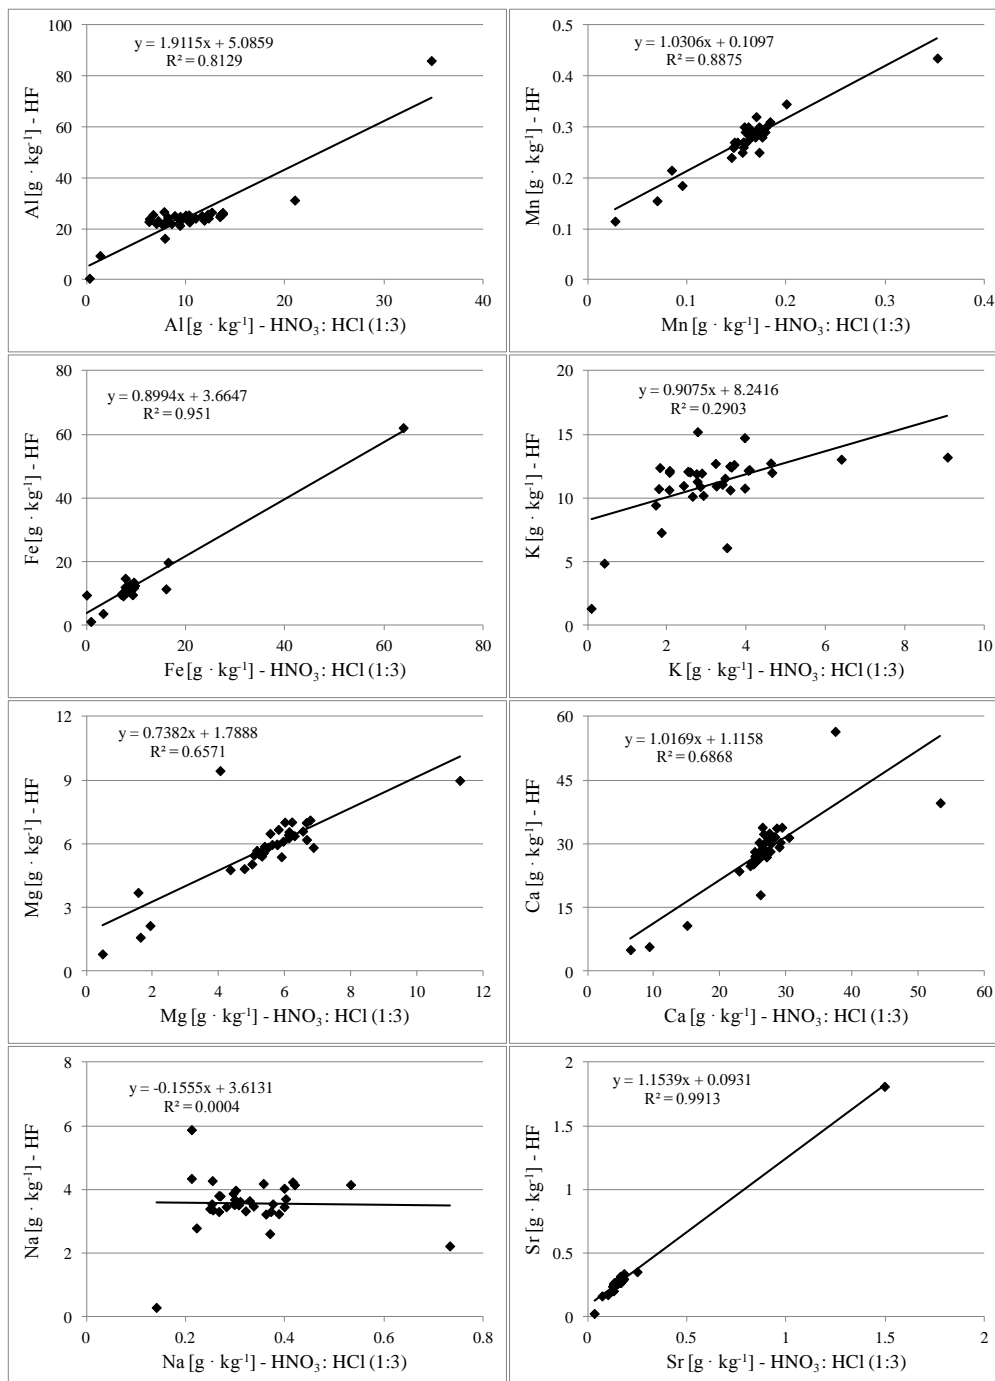 y = 1.9115x + 5.0859
R² = 0.8129
100
80
60
40
20
0
0 10 20 30 40
Al [g · kg⁻¹] - HF
Al [g · kg⁻¹] - HNO₃: HCl (1:3)
y = 1.0306x + 0.1097
R² = 0.8875
0.5
0.4
0.3
0.2
0.1
0
0 0.1 0.2 0.3 0.4
Mn [g · kg⁻¹] - HF
Mn [g · kg⁻¹] - HNO₃: HCl (1:3)
y = 0.8994x + 3.6647
R² = 0.951
80
60
40
20
0
0 20 40 60 80
Fe [g · kg⁻¹] - HF
Fe [g · kg⁻¹] - HNO₃: HCl (1:3)
y = 0.9075x + 8.2416
R² = 0.2903
20
15
10
5
0
0 2 4 6 8 10
K [g · kg⁻¹] - HF
K [g · kg⁻¹] - HNO₃: HCl (1:3)
y = 0.7382x + 1.7888
R² = 0.6571
12
9
6
3
0
0 2 4 6 8 10 12
Mg [g · kg⁻¹] - HF
Mg [g · kg⁻¹] - HNO₃: HCl (1:3)
y = 1.0169x + 1.1158
R² = 0.6868
60
45
30
15
0
0 10 20 30 40 50 60
Ca [g · kg⁻¹] - HF
Ca [g · kg⁻¹] - HNO₃: HCl (1:3)
y = -0.1555x + 3.6131
R² = 0.0004
8
6
4
2
0
0 0.2 0.4 0.6 0.8
Na [g · kg⁻¹] - HF
Na [g · kg⁻¹] - HNO₃: HCl (1:3)
y = 1.1539x + 0.0931
R² = 0.9913
2
1.5
1
0.5
0
0 0.5 1 1.5 2
Sr [g · kg⁻¹] - HF
Sr [g · kg⁻¹] - HNO₃: HCl (1:3)